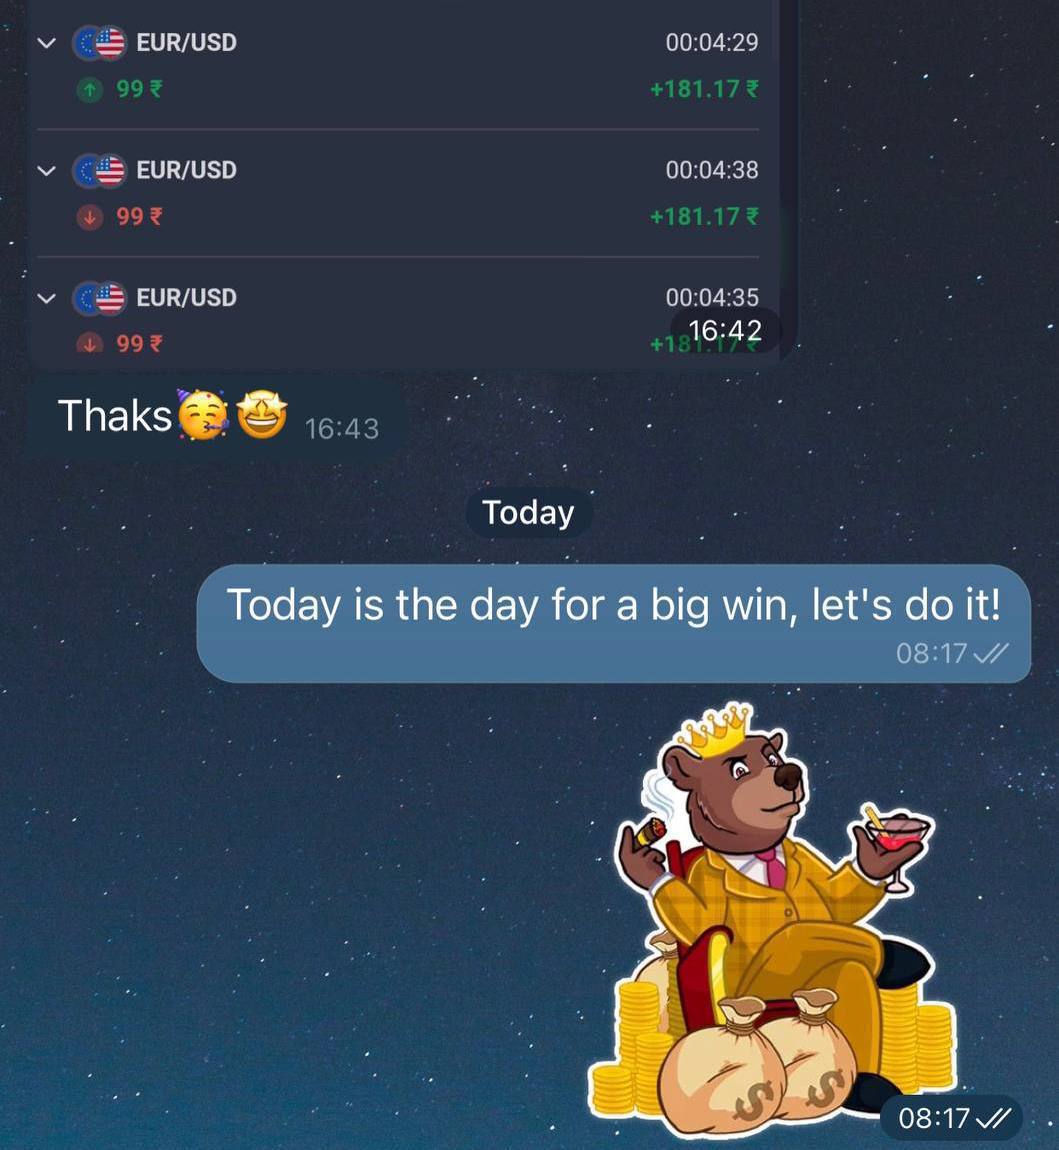 EUR/USD 00:04:29
99 ₹ +181.17 ₹
EUR/USD 00:04:38
99 ₹ +181.17 ₹
EUR/USD 00:04:35
99 ₹ +181.17 ₹
16:42
Thaks🥳🤩 16:43
Today
Today is the day for a big win, let's do it!
08:17
$ $
08:17